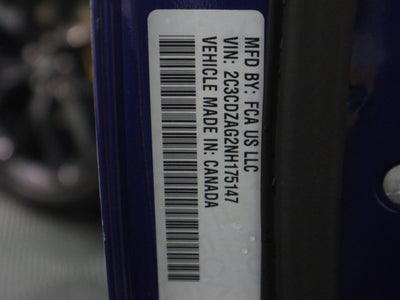 MFD BY: FCA US LLC
VIN: 2C3CDZAG2NH175147
VEHICLE MADE IN: CANADA